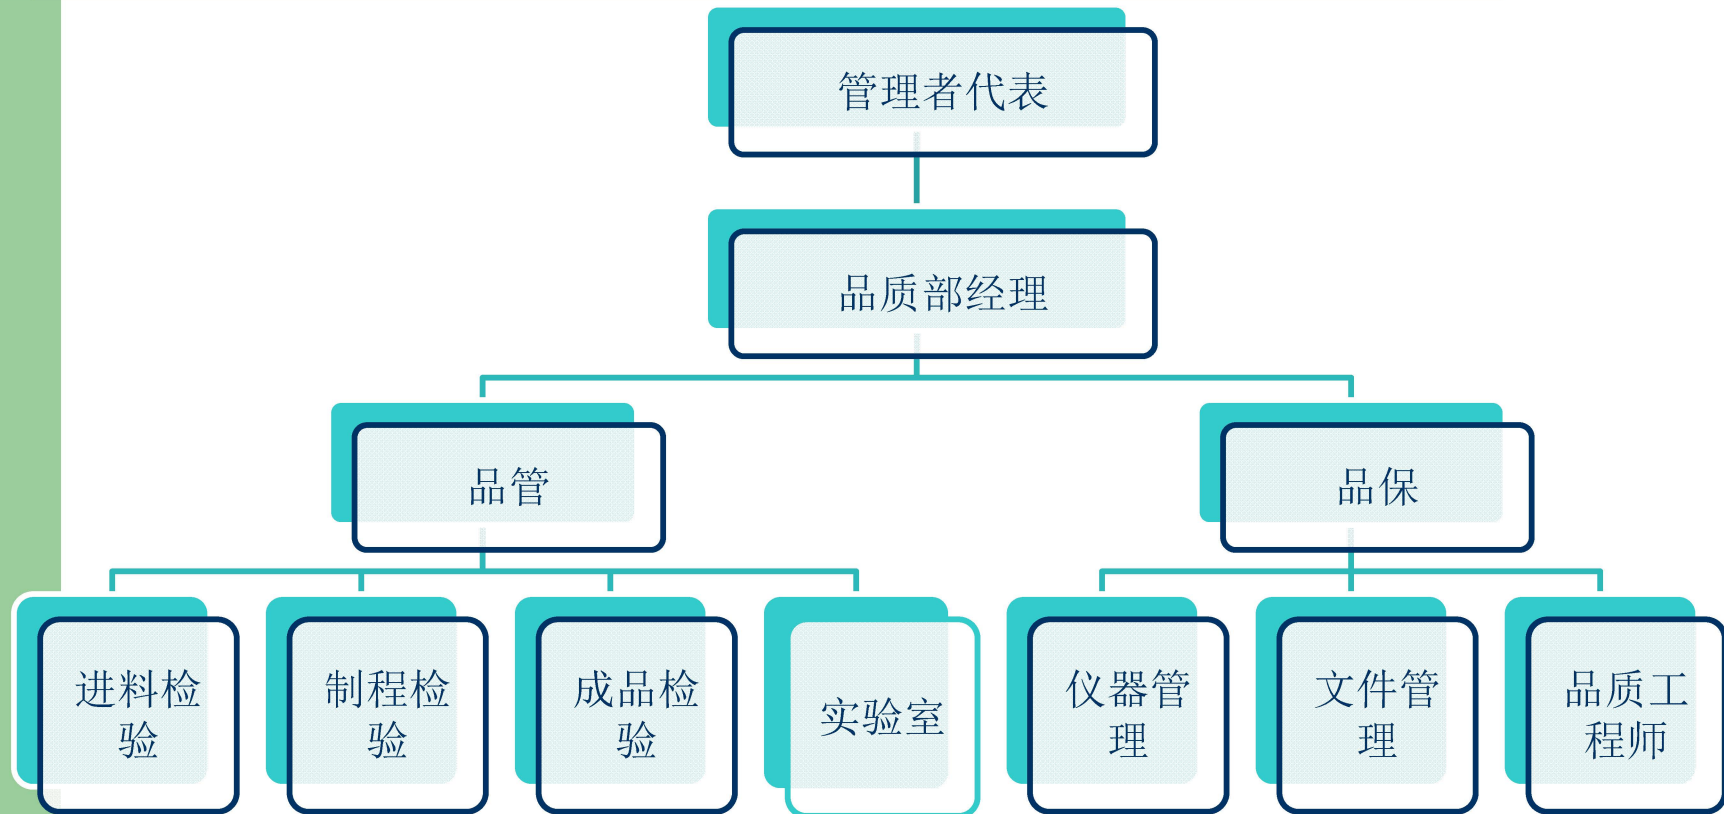 管理者代表
品质部经理
品管
品保
进料检
验
制程检
验
成品检
验
实验室
仪器管
理
文件管
理
品质工
程师